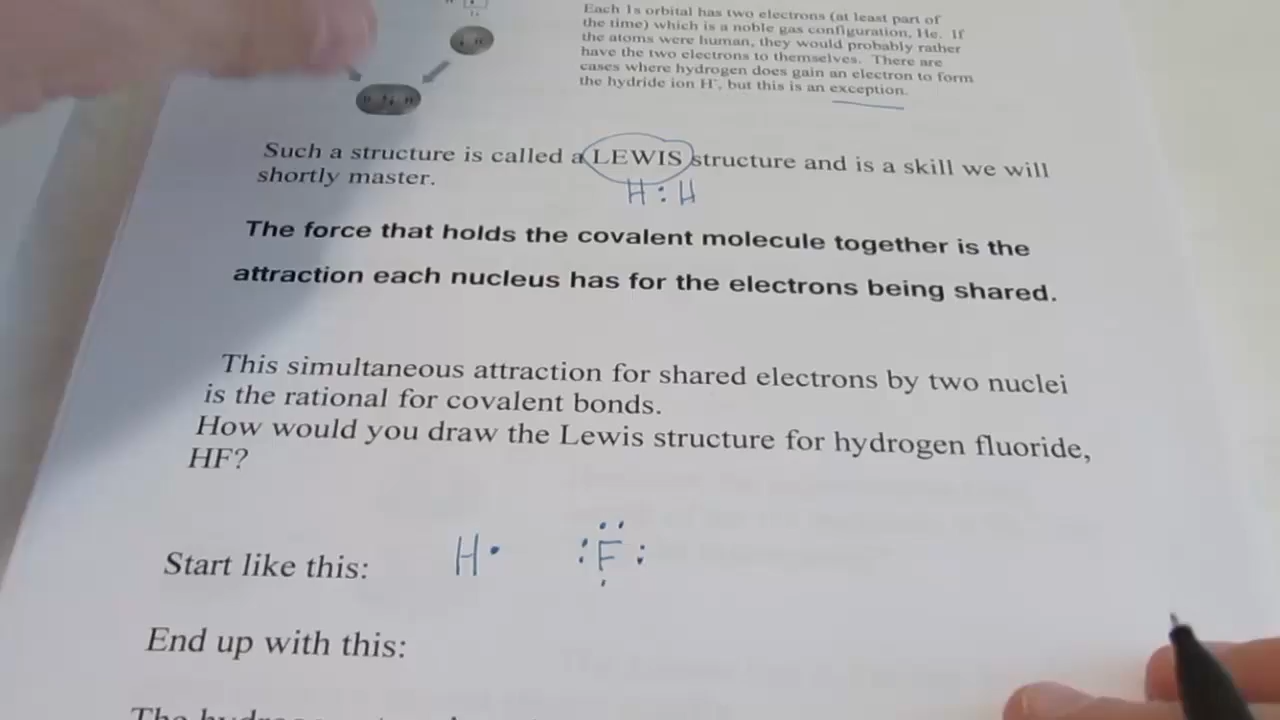 Each 1s orbital has two electrons (at least part of
the time) which is a noble gas configuration, He. If
the atoms were human, they would probably rather
have the two electrons to themselves. There are
cases where hydrogen does gain an electron to form
the hydride ion H⁻, but this is an exception.
Such a structure is called a LEWIS structure and is a skill we will
shortly master.
H : H
The force that holds the covalent molecule together is the
attraction each nucleus has for the electrons being shared.
This simultaneous attraction for shared electrons by two nuclei
is the rational for covalent bonds.
How would you draw the Lewis structure for hydrogen fluoride,
HF?
Start like this: H· :F:
End up with this:
The